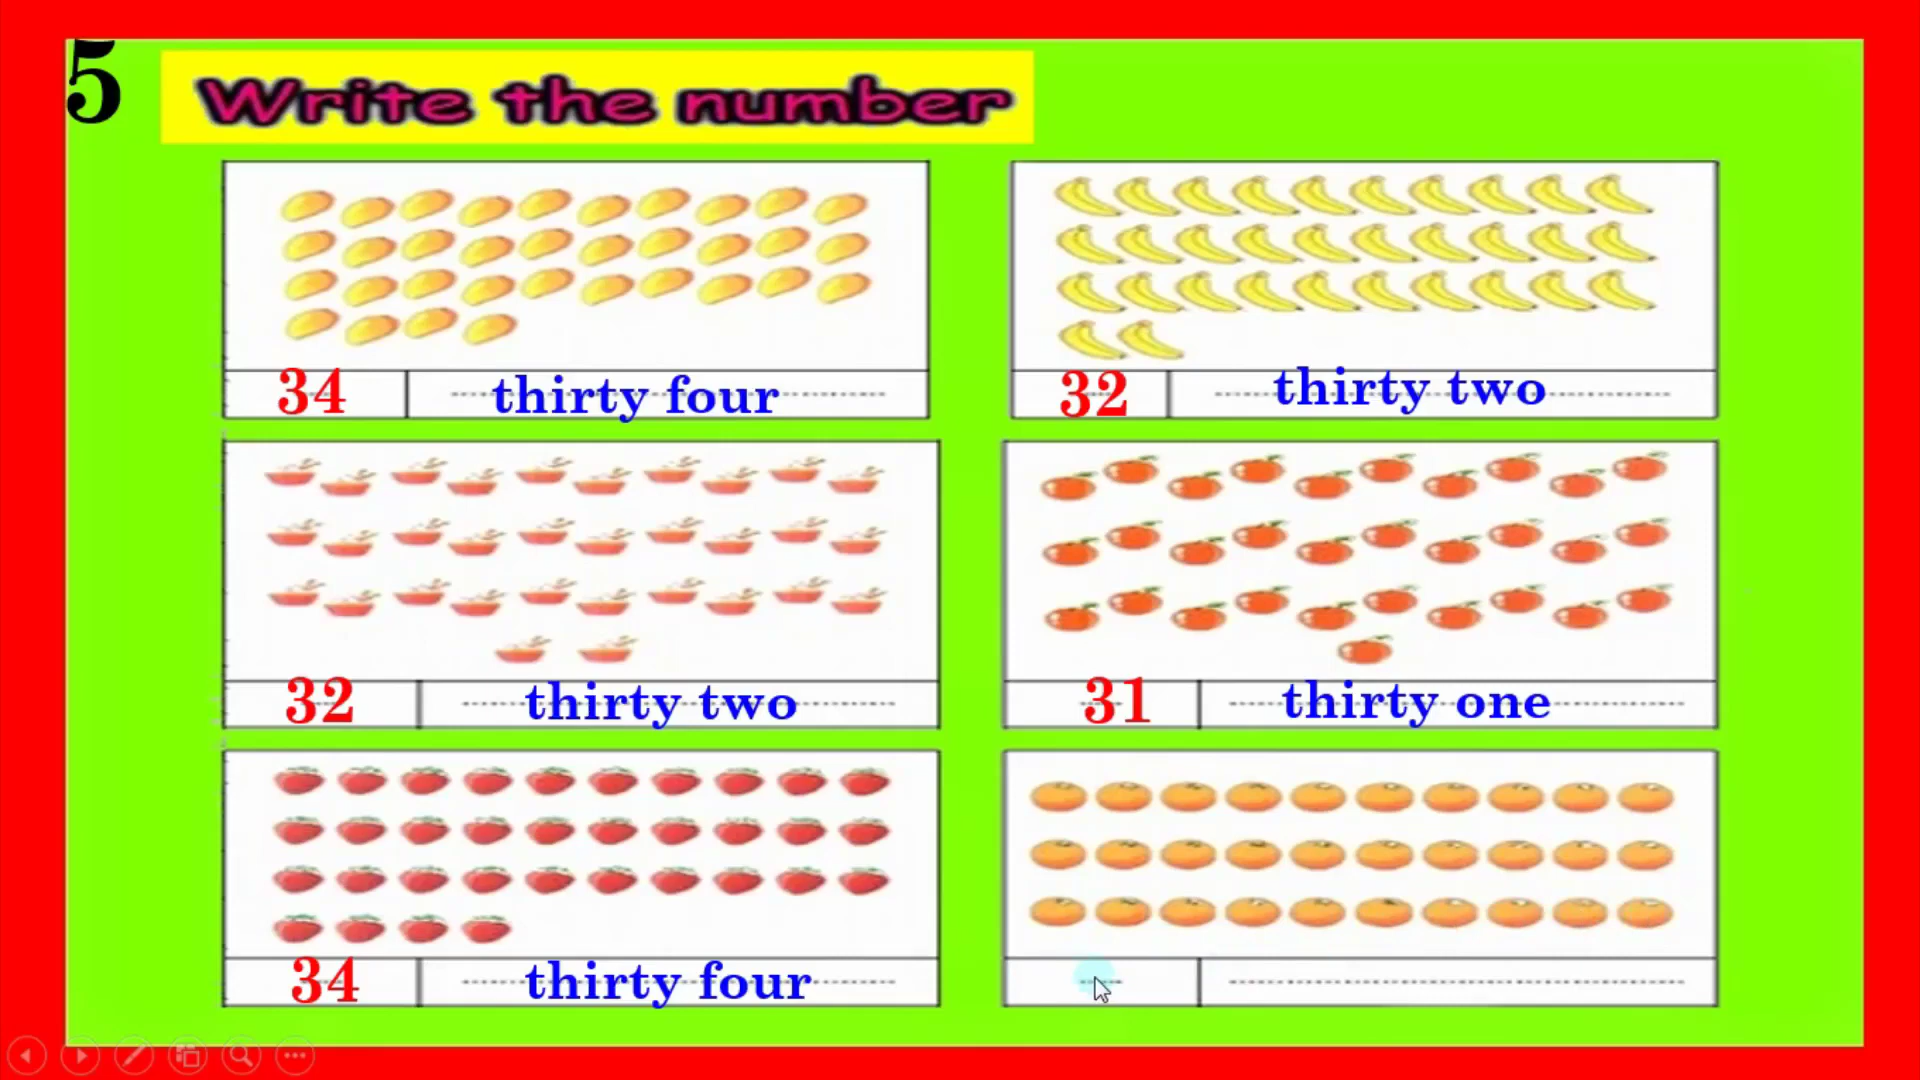 5
Write the number
34 thirty four
32 thirty two
32 thirty two
31 thirty one
34 thirty four